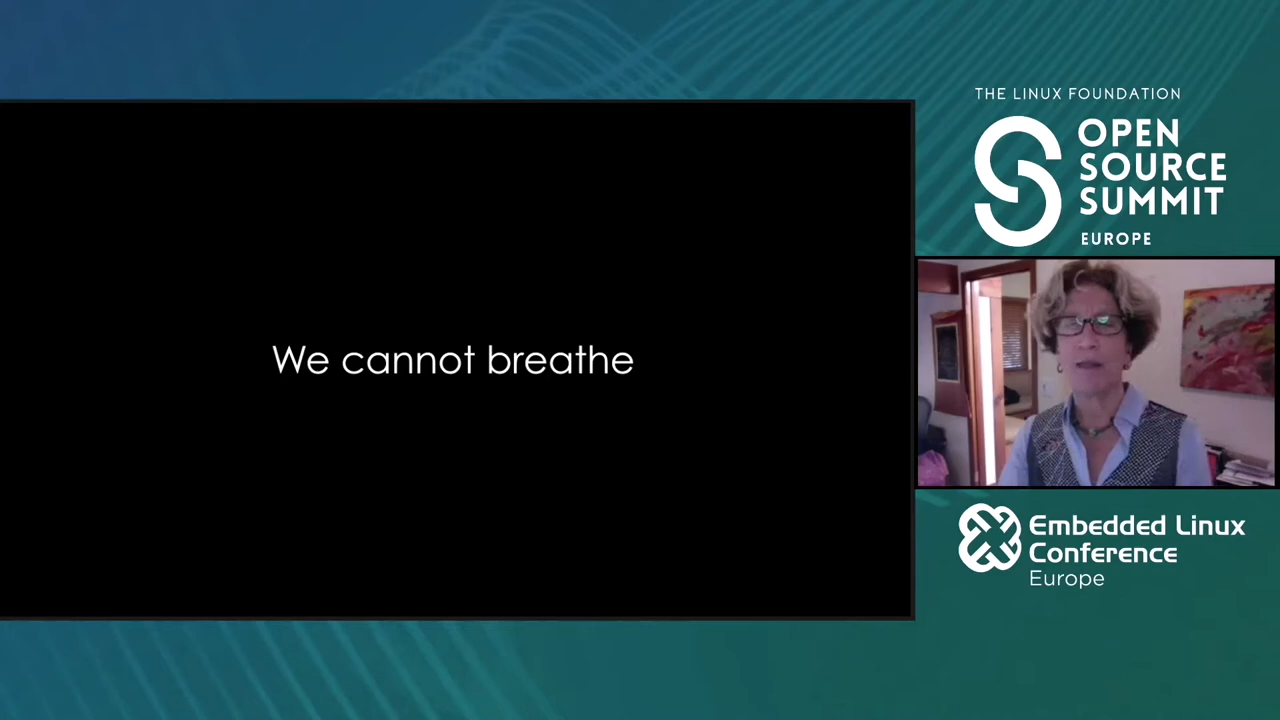 We cannot breathe
THE LINUX FOUNDATION
OPEN
SOURCE
SUMMIT
EUROPE
Embedded Linux
Conference
Europe